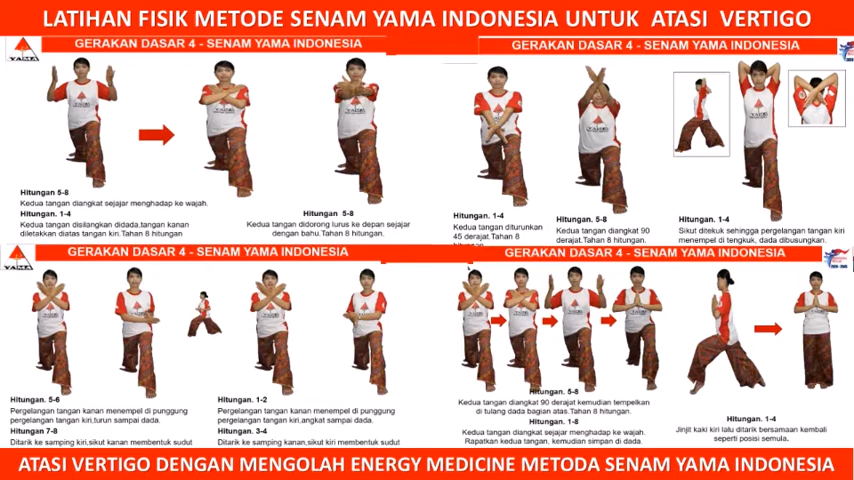 LATIHAN FISIK METODE SENAM YAMA INDONESIA UNTUK ATASI VERTIGO
YAMA
GERAKAN DASAR 4 - SENAM YAMA INDONESIA
Hitungan 5-8
Kedua tangan diangkat sejajar menghadap ke wajah.
Hitungan. 1-4
Kedua tangan disilangkan didada,tangan kanan
diletakkan diatas tangan kiri.Tahan 8 hitungan
Hitungan 5-8
Kedua tangan didorong lurus ke depan sejajar
dengan bahu.Tahan 8 hitungan.
GERAKAN DASAR 4 - SENAM YAMA INDONESIA
Hitungan. 1-4
Kedua tangan diturunkan
45 derajat.Tahan 8
Hitungan. 5-8
Kedua tangan diangkat 90
derajat.Tahan 8 hitungan.
Hitungan. 1-4
Sikut ditekuk sehingga pergelangan tangan kiri
menempel di tengkuk, dada dibusungkan.
YAMA
GERAKAN DASAR 4 - SENAM YAMA INDONESIA
Hitungan. 5-6
Pergelangan tangan kanan menempel di punggung
pergelangan tangan kiri,turun sampai dada.
Hitungan 7-8
Ditarik ke samping kiri,sikut kanan membentuk sudut
Hitungan. 1-2
Pergelangan tangan kanan menempel di punggung
pergelangan tangan kiri,angkat sampai dada.
Hitungan. 3-4
Ditarik ke samping kanan,sikut kiri membentuk sudut
GERAKAN DASAR 4 - SENAM YAMA INDONESIA
Hitungan. 5-8
Kedua tangan diangkat 90 derajat kemudian tempelkan
di tulang dada bagian atas.Tahan 8 hitungan.
Hitungan. 1-8
Kedua tangan diangkat sejajar menghadap ke wajah.
Rapatkan kedua tangan, kemudian simpan di dada.
Hitungan. 1-4
Jinjit kaki kiri lalu ditarik bersamaan kembali
seperti posisi semula.
ATASI VERTIGO DENGAN MENGOLAH ENERGY MEDICINE METODA SENAM YAMA INDONESIA